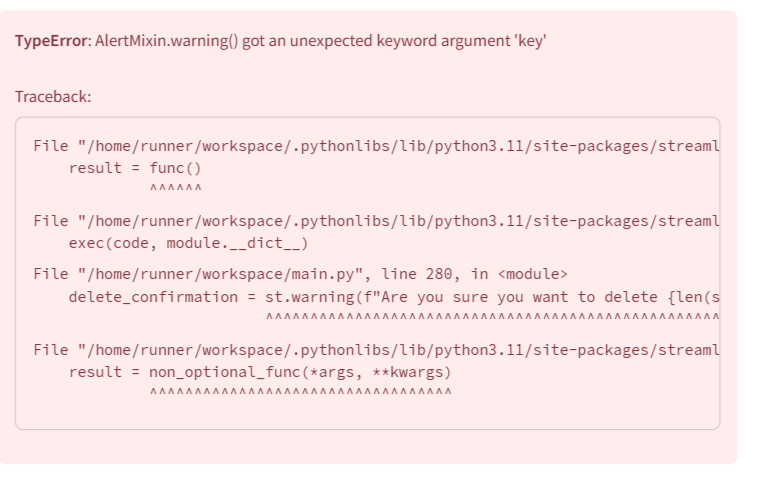 TypeError: AlertMixin.warning() got an unexpected keyword argument 'key'
Traceback:
File "/home/runner/workspace/.pythonlibs/lib/python3.11/site-packages/streaml
result = func()
^^^^^^
File "/home/runner/workspace/.pythonlibs/lib/python3.11/site-packages/streaml
exec(code, module.__dict__)
File "/home/runner/workspace/main.py", line 280, in <module>
delete_confirmation = st.warning(f"Are you sure you want to delete {len(s
^^^^^^^^^^^^^^^^^^^^^^^^^^^^^^^^^^^^^^^^^^^^^^^^^^^
File "/home/runner/workspace/.pythonlibs/lib/python3.11/site-packages/streaml
result = non_optional_func(*args, **kwargs)
^^^^^^^^^^^^^^^^^^^^^^^^^^^^^^^^^^